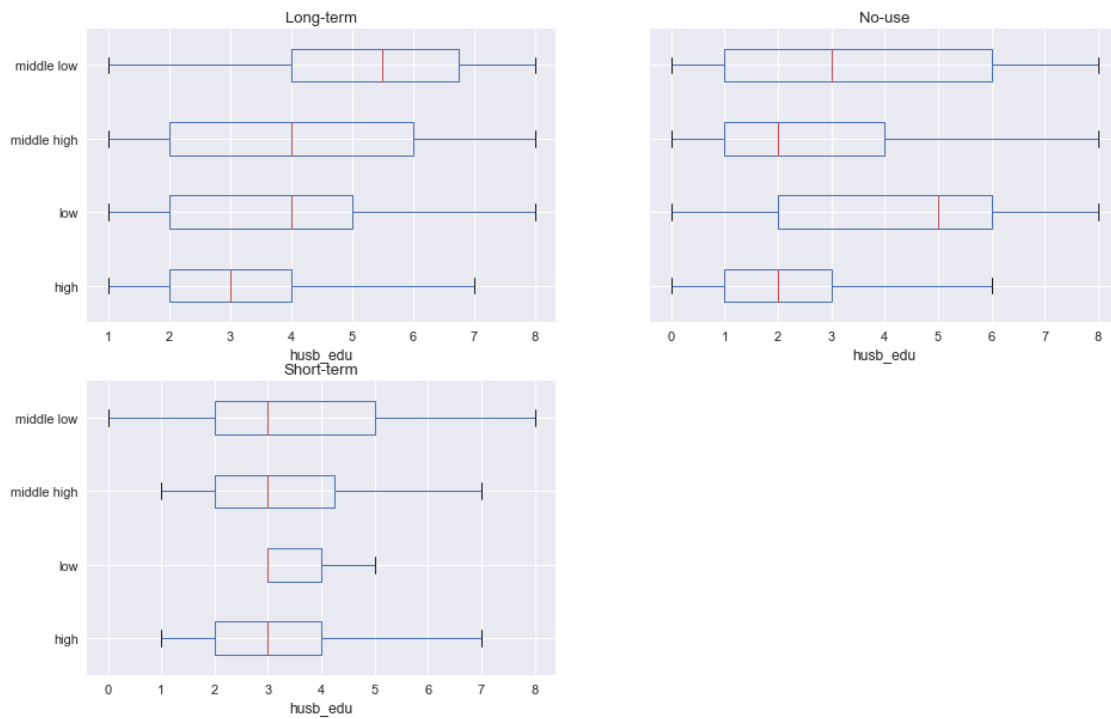 Long-term
middle low
middle high
low
high
1 2 3 4 5 6 7 8
husb_edu
No-use
0 1 2 3 4 5 6 7 8
husb_edu
Short-term
middle low
middle high
low
high
0 1 2 3 4 5 6 7 8
husb_edu